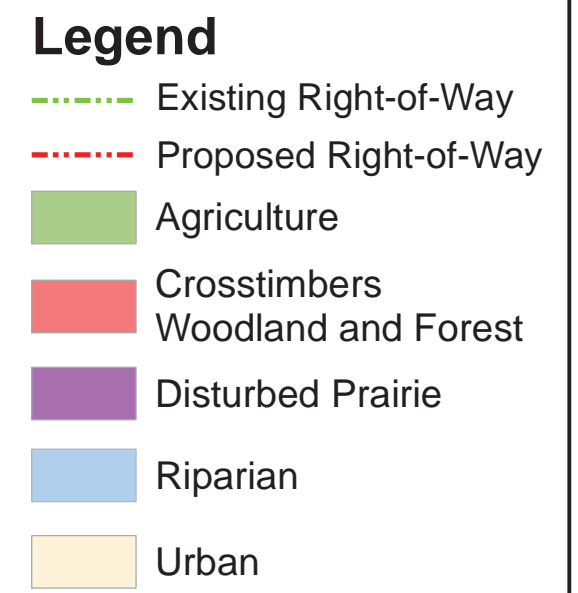 Legend
Existing Right-of-Way
Proposed Right-of-Way
Agriculture
Crosstimbers
Woodland and Forest
Disturbed Prairie
Riparian
Urban